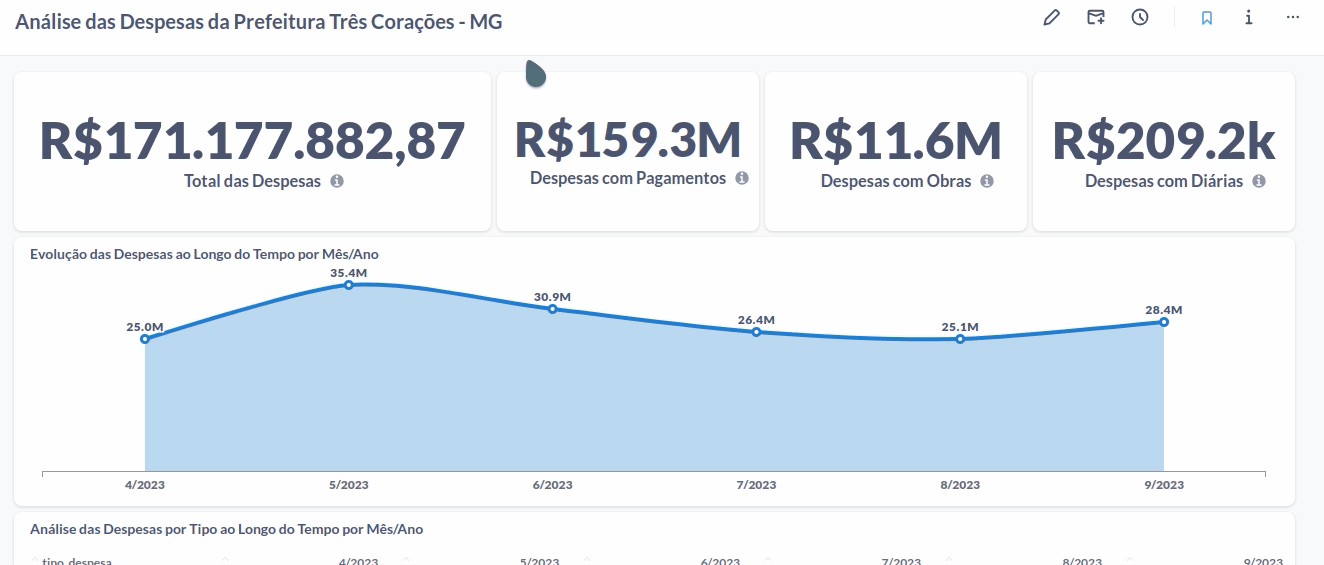 Análise das Despesas da Prefeitura Três Corações - MG
R$171.177.882,87
Total das Despesas
R$159.3M
Despesas com Pagamentos
R$11.6M
Despesas com Obras
R$209.2k
Despesas com Diárias
Evolução das Despesas ao Longo do Tempo por Mês/Ano
25.0M
35.4M
30.9M
26.4M
25.1M
28.4M
4/2023
5/2023
6/2023
7/2023
8/2023
9/2023
Análise das Despesas por Tipo ao Longo do Tempo por Mês/Ano
tipo_despesa 4/2023 5/2023 6/2023 7/2023 8/2023 9/2023